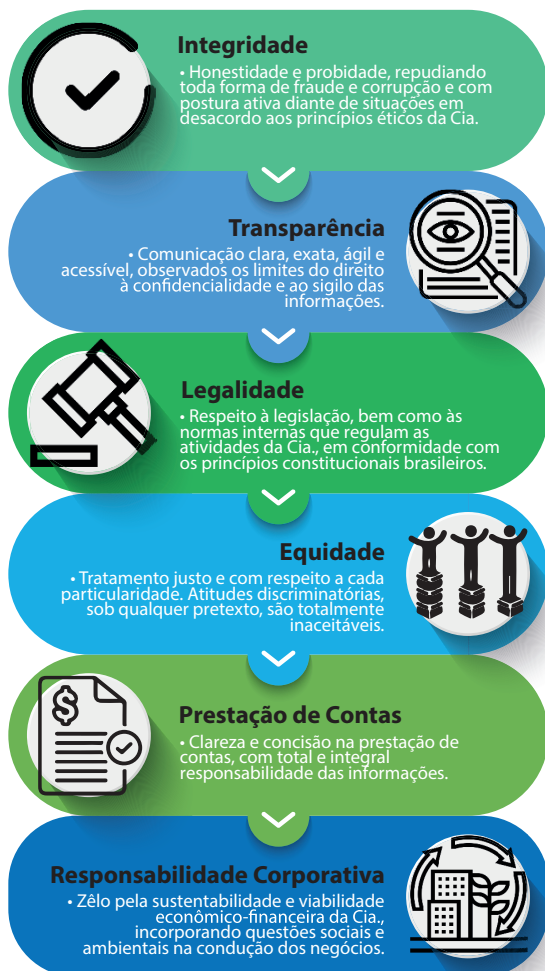 Integridade
• Honestidade e probidade, repudiando
toda forma de fraude e corrupção e com
postura ativa diante de situações em
desacordo aos princípios éticos da Cia.
Transparência
• Comunicação clara, exata, ágil e
acessível, observados os limites do direito
à confidencialidade e ao sigilo das
informações.
Legalidade
• Respeito à legislação, bem como às
normas internas que regulam as
atividades da Cia., em conformidade com
os princípios constitucionais brasileiros.
Equidade
• Tratamento justo e com respeito a cada
particularidade. Atitudes discriminatórias,
sob qualquer pretexto, são totalmente
inaceitáveis.
Prestação de Contas
• Clareza e concisão na prestação de
contas, com total e integral
responsabilidade das informações.
Responsabilidade Corporativa
• Zêlo pela sustentabilidade e viabilidade
econômico-financeira da Cia.,
incorporando questões sociais e
ambientais na condução dos negócios.